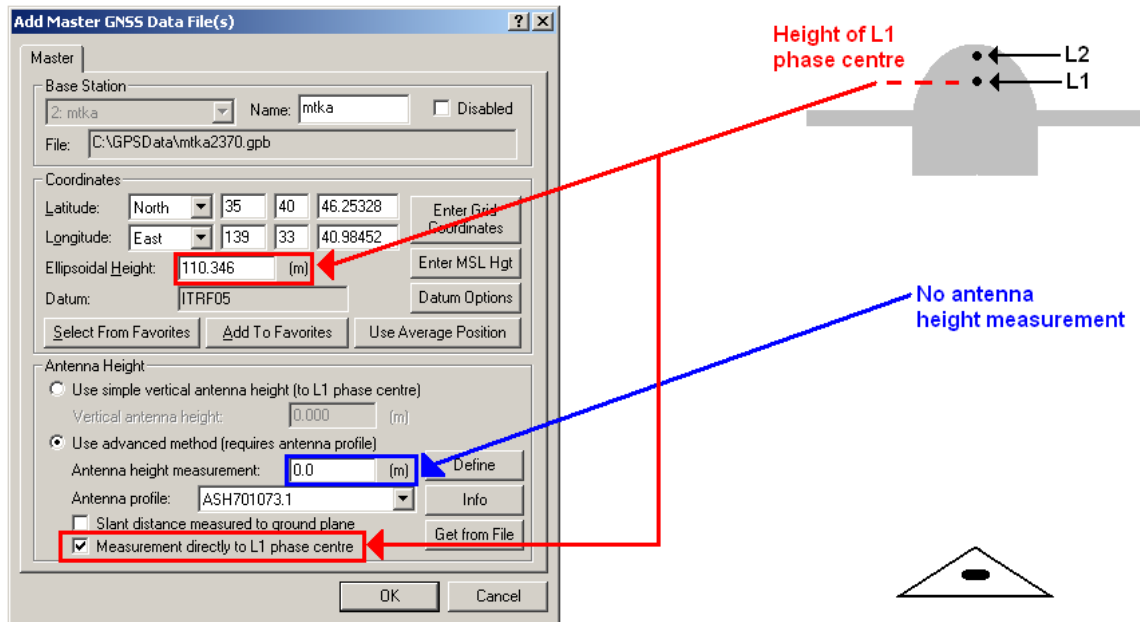 Add Master GNSS Data File(s)
Master
Base Station
2: mtka
Name: mtka
Disabled
File: C:\GPSData\mtka2370.gpb
Coordinates
Latitude: North 35 40 46.25328
Enter Grid Coordinates
Longitude: East 139 33 40.98452
Ellipsoidal Height: 110.346 (m)
Enter MSL Hgt
Datum: ITRF05
Datum Options
Select From Favorites Add To Favorites Use Average Position
Antenna Height
Use simple vertical antenna height (to L1 phase centre)
Vertical antenna height: 0.000 (m)
Use advanced method (requires antenna profile)
Antenna height measurement: 0.0 (m) Define
Antenna profile: ASH701073.1 Info
Slant distance measured to ground plane
Get from File
Measurement directly to L1 phase centre
OK Cancel
Height of L1
phase centre
L2
L1
No antenna
height measurement